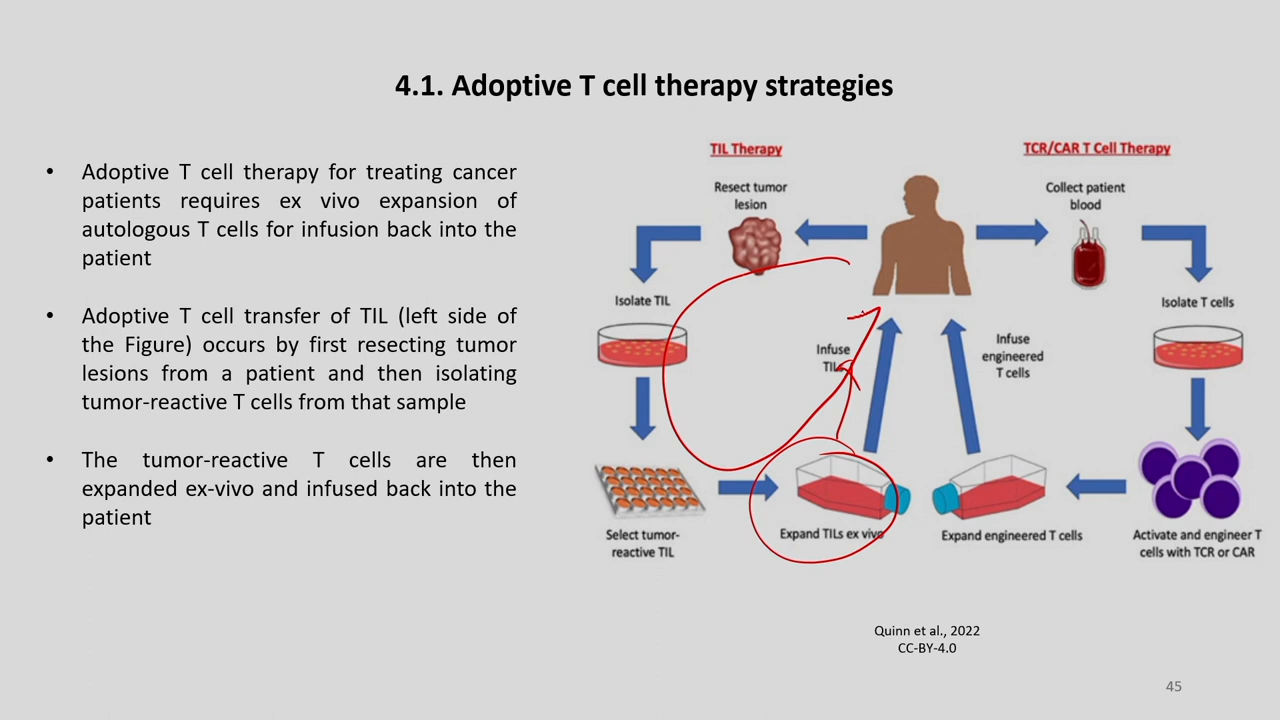 4.1. Adoptive T cell therapy strategies
• Adoptive T cell therapy for treating cancer
patients requires ex vivo expansion of
autologous T cells for infusion back into the
patient
• Adoptive T cell transfer of TIL (left side of
the Figure) occurs by first resecting tumor
lesions from a patient and then isolating
tumor-reactive T cells from that sample
• The tumor-reactive T cells are then
expanded ex-vivo and infused back into the
patient
TIL Therapy
Resect tumor
lesion
Isolate TIL
Select tumor-
reactive TIL
Expand TILs ex vivo
Infuse
TILs
TCR/CAR T Cell Therapy
Collect patient
blood
Isolate T cells
Activate and engineer T
cells with TCR or CAR
Expand engineered T cells
Infuse
engineered
T cells
Quinn et al., 2022
CC-BY-4.0
45